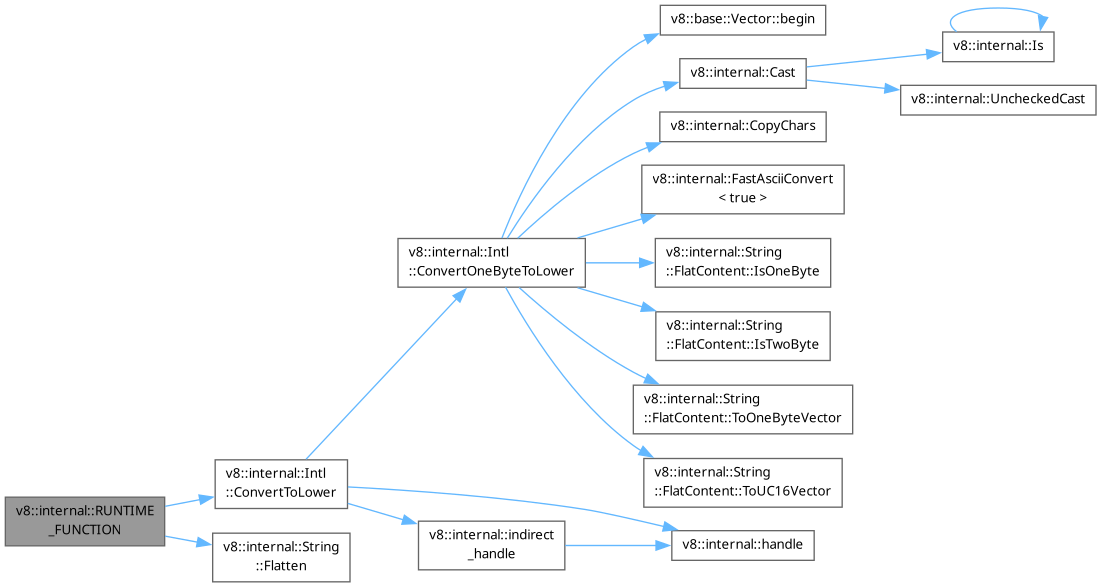 v8::base::Vector::begin
v8::internal::Is
v8::internal::Cast
v8::internal::UncheckedCast
v8::internal::CopyChars
v8::internal::FastAsciiConvert
< true >
v8::internal::Intl
::ConvertOneByteToLower
v8::internal::String
::FlatContent::IsOneByte
v8::internal::String
::FlatContent::IsTwoByte
v8::internal::String
::FlatContent::ToOneByteVector
v8::internal::String
::FlatContent::ToUC16Vector
v8::internal::Intl
::ConvertToLower
v8::internal::RUNTIME
_FUNCTION
v8::internal::indirect
_handle
v8::internal::handle
v8::internal::String
::Flatten